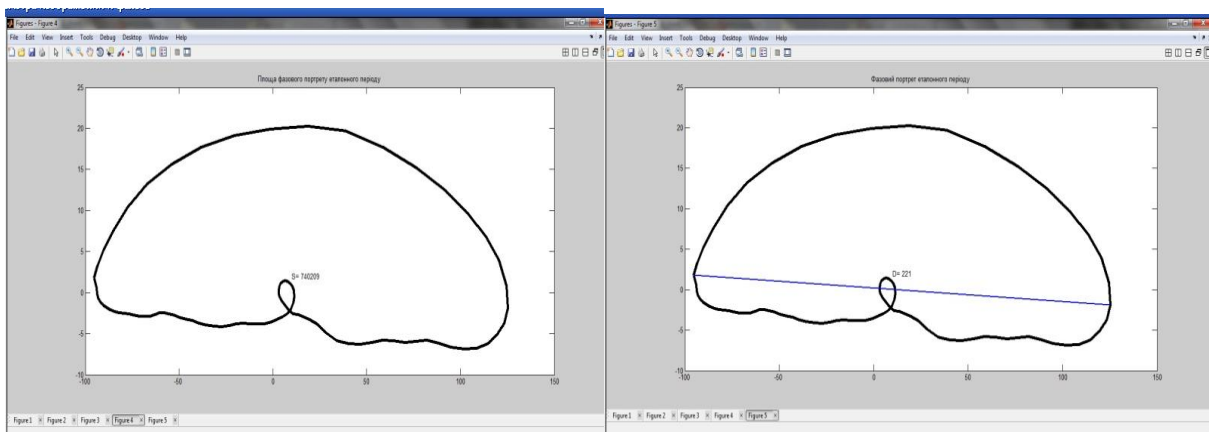 Figures - Figure 4
File Edit View Insert Tools Debug Desktop Window Help
Площа фазового портрету еталонного періоду
25
20
15
10
5
0
-5
-10
-100 -50 0 50 100 150
S= 740209
Figure 1 × Figure 2 × Figure 3 × Figure 4 × Figure 5 ×
Figures - Figure 5
File Edit View Insert Tools Debug Desktop Window Help
Фазовий портрет еталонного періоду
25
20
15
10
5
0
-5
-10
-100 -50 0 50 100 150
D= 221
Figure 1 × Figure 2 × Figure 3 × Figure 4 × Figure 5 ×